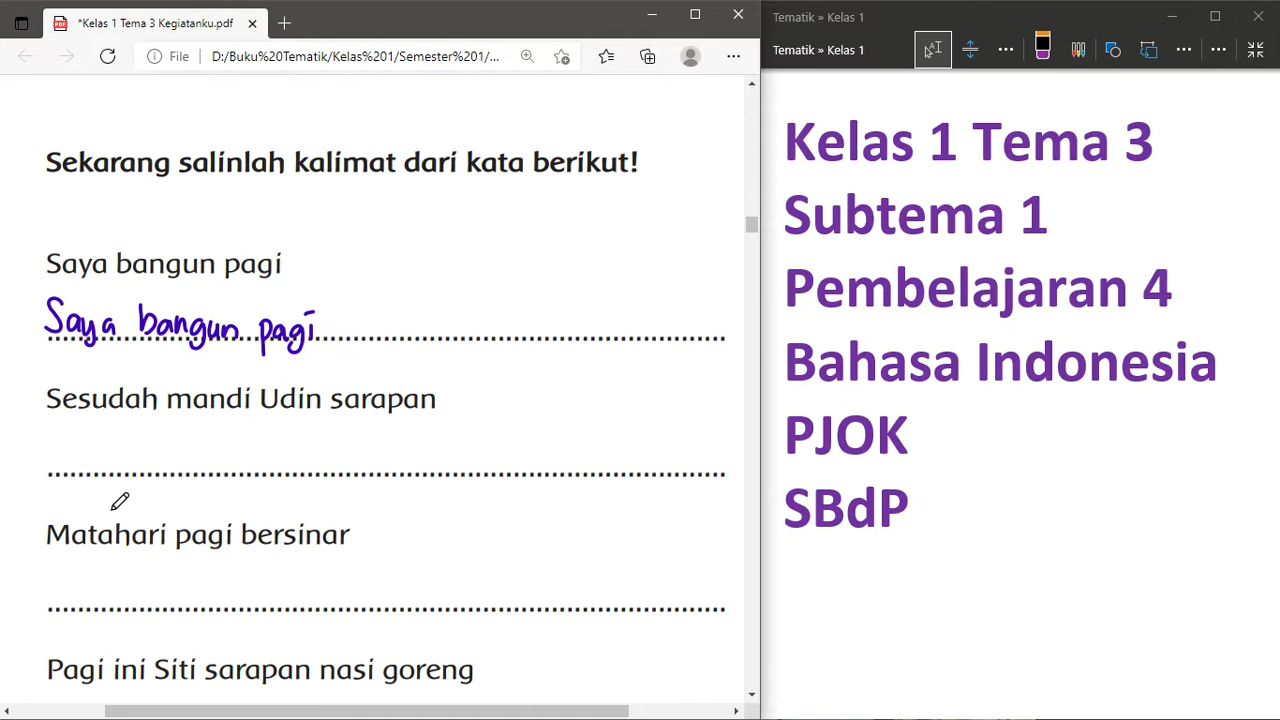 *Kelas 1 Tema 3 Kegiatanku.pdf
File D:/Buku%20Tematik/Kelas%201/Semester%201/...
Sekarang salinlah kalimat dari kata berikut!
Saya bangun pagi
Saya bangun pagi
Sesudah mandi Udin sarapan
Matahari pagi bersinar
Pagi ini Siti sarapan nasi goreng
Tematik » Kelas 1
Tematik » Kelas 1
Kelas 1 Tema 3
Subtema 1
Pembelajaran 4
Bahasa Indonesia
PJOK
SBdP